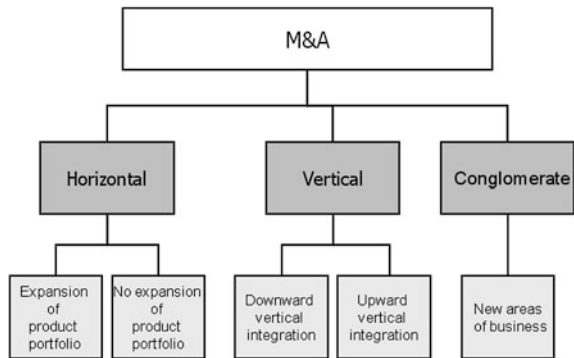 M&A
Horizontal
Vertical
Conglomerate
Expansion
of
product
portfolio
No expansion
of
product
portfolio
Downward
vertical
integration
Upward
vertical
integration
New areas
of business